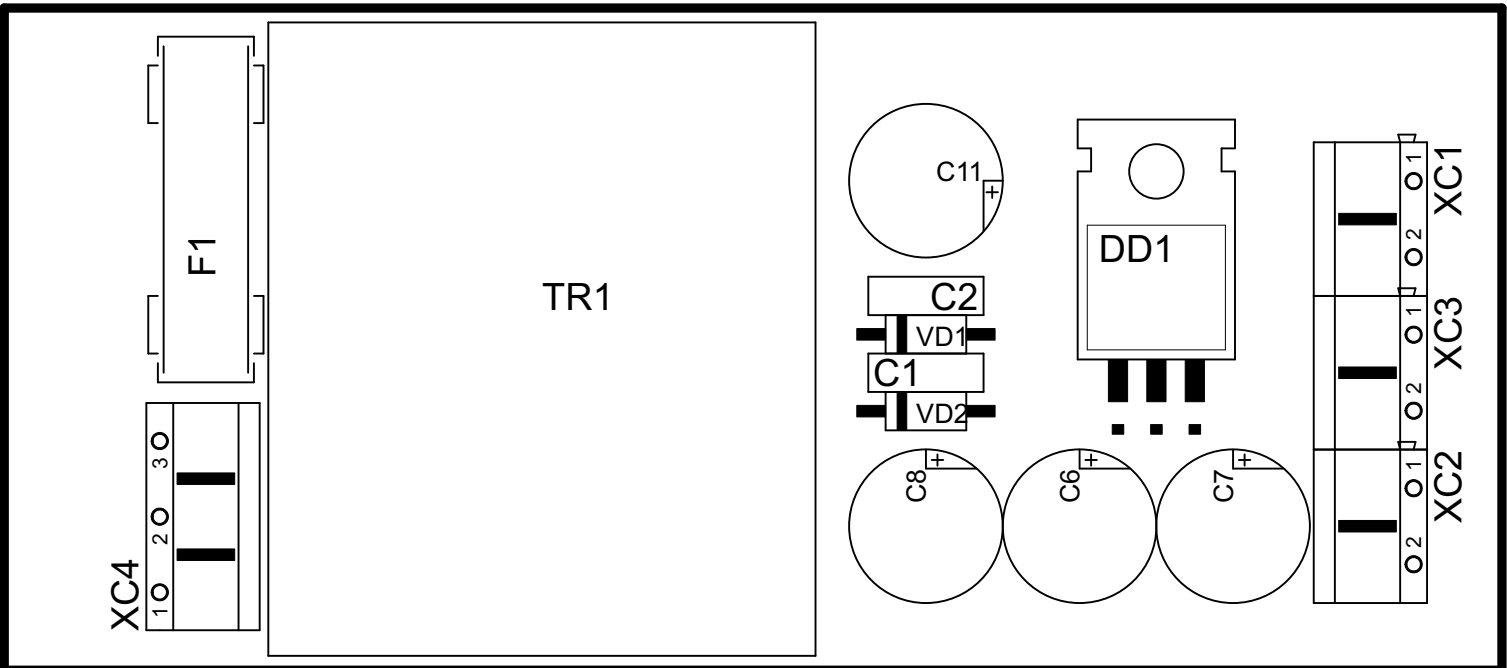 F1
TR1
C11
+
DD1
1
2
XC1
C2
VD1
C1
VD2
1
2
XC3
3
2
1
XC4
C8
+
C6
+
C7
+
1
2
XC2